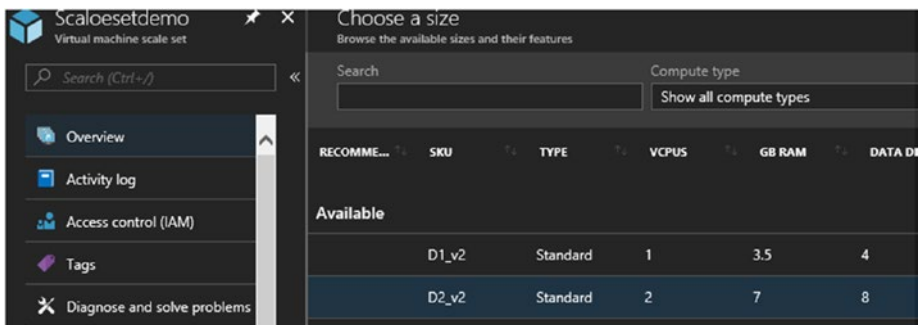 Scaloesetdemo
Virtual machine scale set
Search (Ctrl+/)
Overview
Activity log
Access control (IAM)
Tags
Diagnose and solve problems
Choose a size
Browse the available sizes and their features
Search
Compute type
Show all compute types
RECOMME... SKU TYPE VCPUS GB RAM DATA DI
Available
D1_v2 Standard 1 3.5 4
D2_v2 Standard 2 7 8